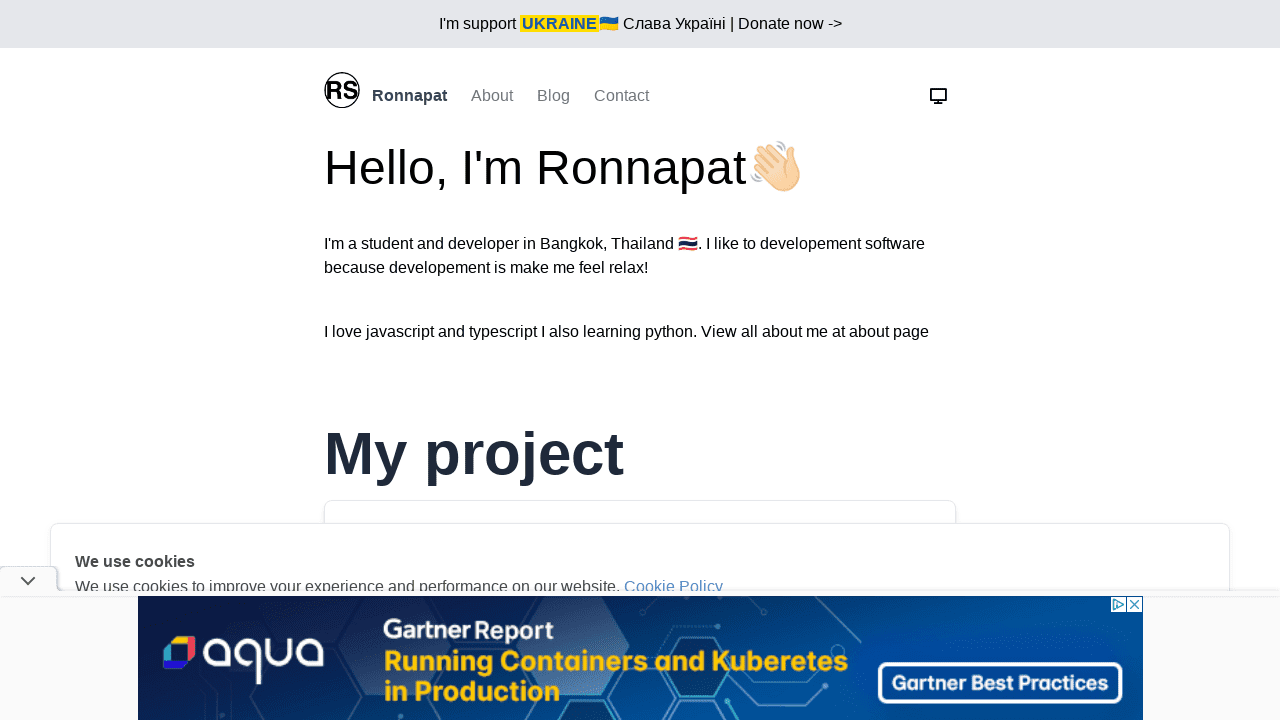 I'm support UKRAINE🇺🇦 Слава Україні | Donate now ->
RS Ronnapat About Blog Contact
Hello, I'm Ronnapat👋🏻
I'm a student and developer in Bangkok, Thailand 🇹🇭. I like to developement software
because developement is make me feel relax!
I love javascript and typescript I also learning python. View all about me at about page
My project
We use cookies
We use cookies to improve your experience and performance on our website. Cookie Policy
aqua
Gartner Report
Running Containers and Kuberetes
in Production
Gartner Best Practices